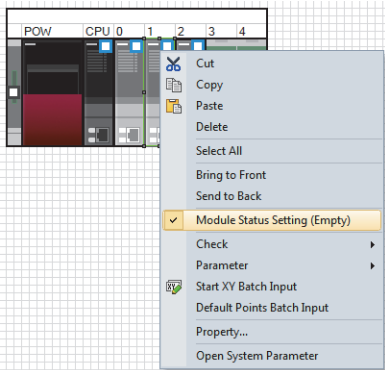 POW CPU 0 1 2 3 4
Cut
Copy
Paste
Delete
Select All
Bring to Front
Send to Back
Module Status Setting (Empty)
Check
Parameter
Start XY Batch Input
Default Points Batch Input
Property...
Open System Parameter